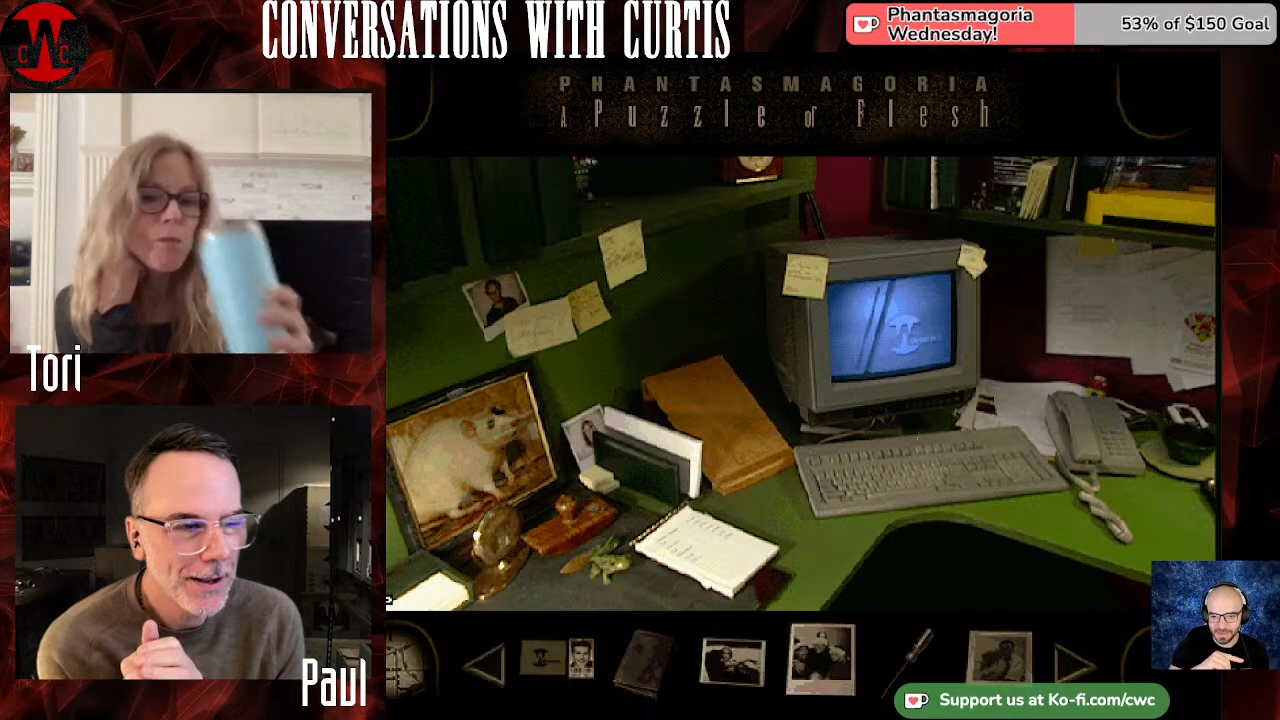 CONVERSATIONS WITH CURTIS
CWC
Phantasmagoria
Wednesday!
53% of $150 Goal
PHANTASMAGORIA
A Puzzle of Flesh
Tori
Paul
Support us at Ko-fi.com/cwc